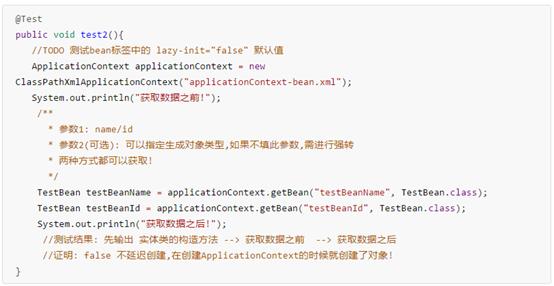 @Test
public void test2(){
//TODO 测试bean标签中的 lazy-init="false" 默认值
ApplicationContext applicationContext = new
ClassPathXmlApplicationContext("applicationContext-bean.xml");
System.out.println("获取数据之前!");
/**
* 参数1: name/id
* 参数2(可选): 可以指定生成对象类型,如果不填此参数,需进行强转
* 两种方式都可以获取!
*/
TestBean testBeanName = applicationContext.getBean("testBeanName", TestBean.class);
TestBean testBeanId = applicationContext.getBean("testBeanId", TestBean.class);
System.out.println("获取数据之后!");
//测试结果: 先输出 实体类的构造方法 --> 获取数据之前 --> 获取数据之后
//证明: false 不延迟创建,在创建ApplicationContext的时候就创建了对象!
}